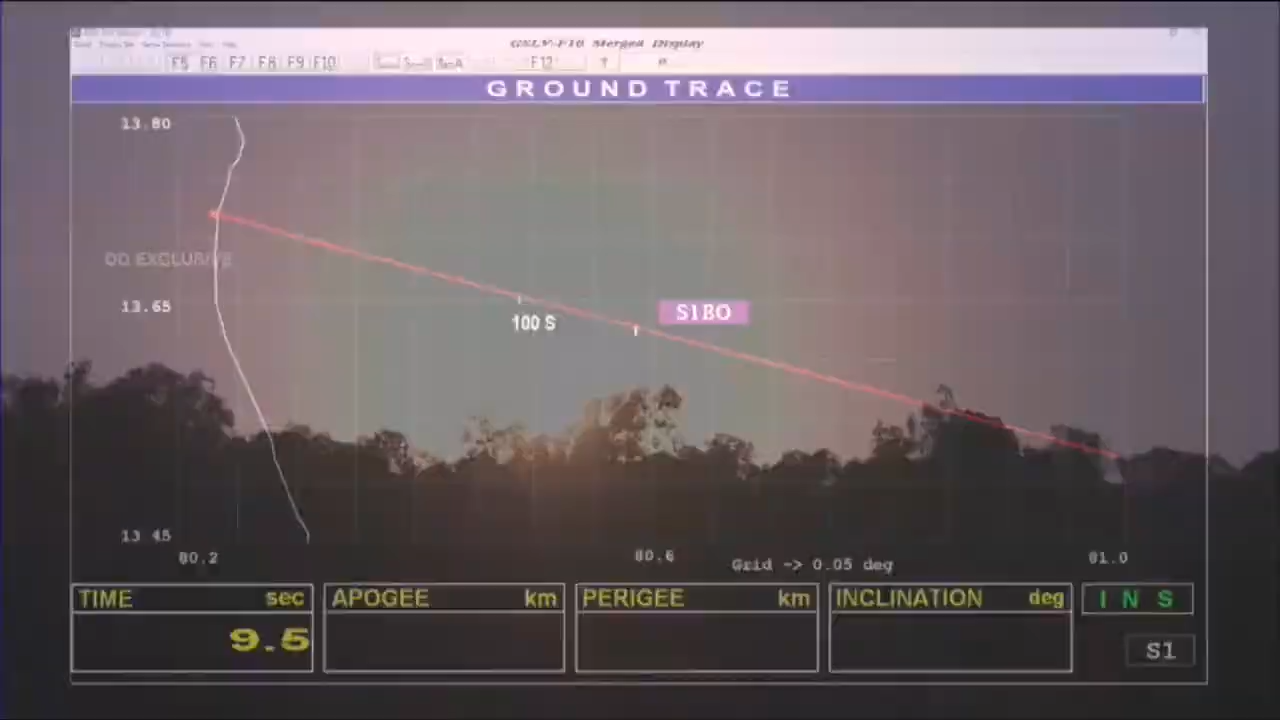 GSLV-F10 Merged Display
F5 F6 F7 F8 F9 F10 F12 ?
GROUND TRACE
13.80
DD EXCLUSIVE
13.65
S1BO
100 S
13.45
80.2 80.6 81.0
Grid -> 0.05 deg
TIME sec APOGEE km PERIGEE km INCLINATION deg INS
9.5
S1